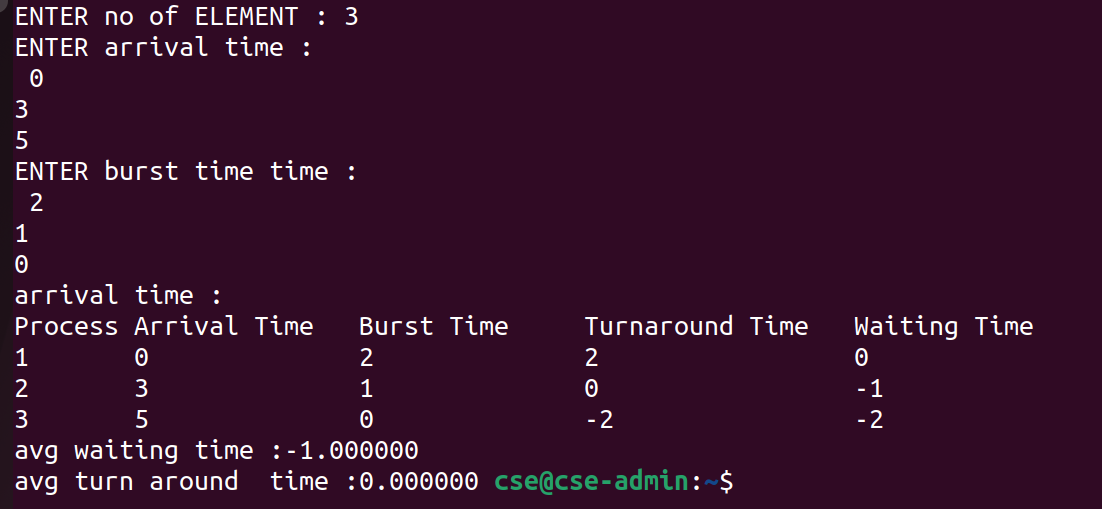 ENTER no of ELEMENT : 3
ENTER arrival time :
0
3
5
ENTER burst time time :
2
1
0
arrival time :
Process Arrival Time Burst Time Turnaround Time Waiting Time
1 0 2 2 0
2 3 1 0 -1
3 5 0 -2 -2
avg waiting time :-1.000000
avg turn around  time :0.000000 cse@cse-admin:~$